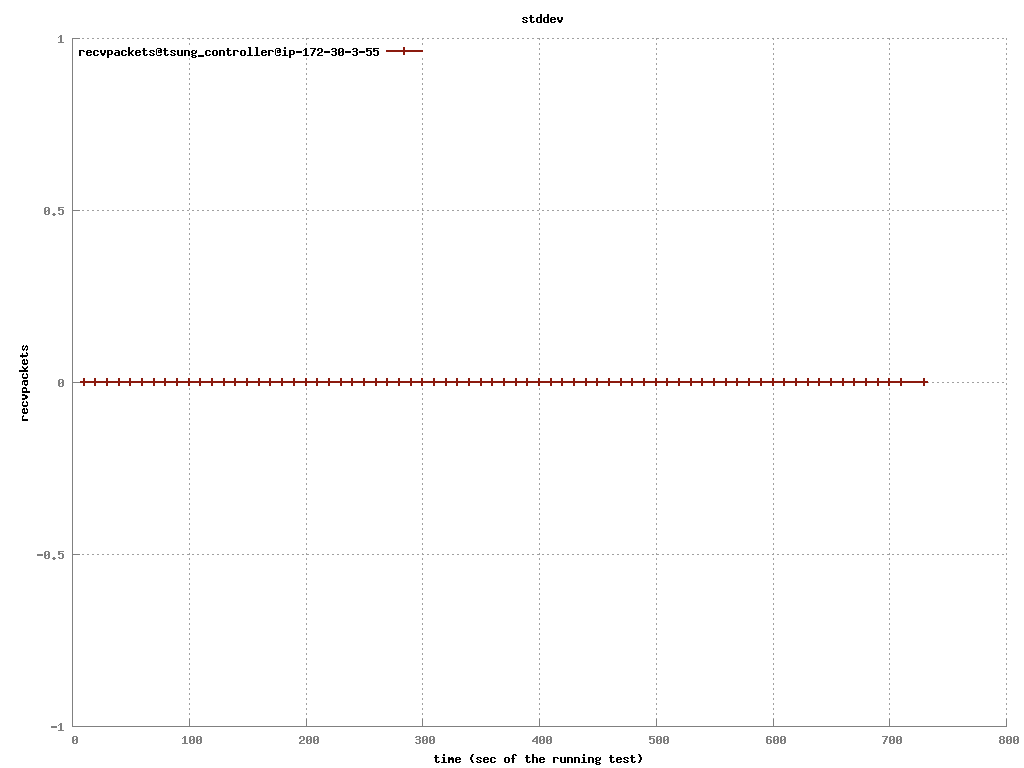 stddev
recvpackets@tsung_controller@ip-172-30-3-55
1
0.5
0
-0.5
-1
recvpackets
0 100 200 300 400 500 600 700 800
time (sec of the running test)